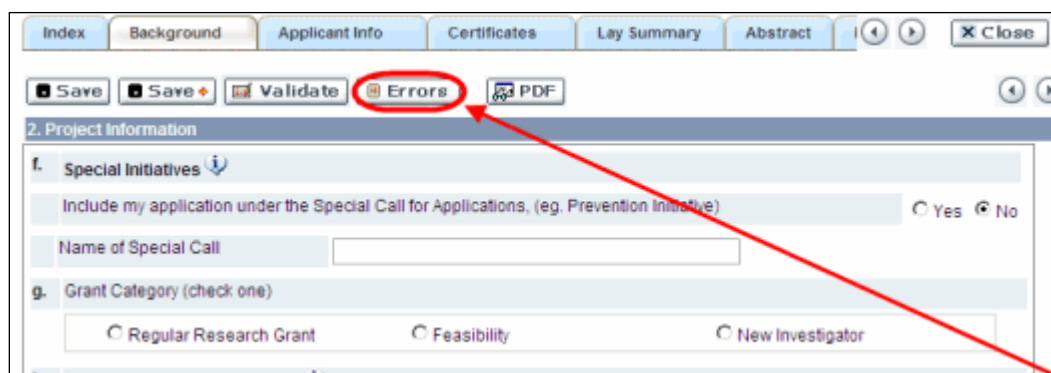 Index Background Applicant Info Certificates Lay Summary Abstract Close
Save Save Validate Errors PDF
2. Project Information
f. Special Initiatives
Include my application under the Special Call for Applications, (eg. Prevention Initiative) Yes No
Name of Special Call
g. Grant Category (check one)
Regular Research Grant Feasibility New Investigator